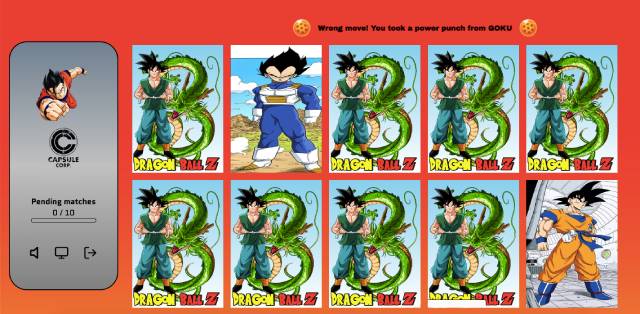 Wrong move! You took a power punch from GOKU
CAPSULE
CORP.
Pending matches
0 / 10
DRAGON BALL Z
DRAGON BALL Z
DRAGON BALL Z
DRAGON BALL Z
DRAGON BALL Z
DRAGON BALL Z
DRAGON BALL Z
DRAGON BALL Z